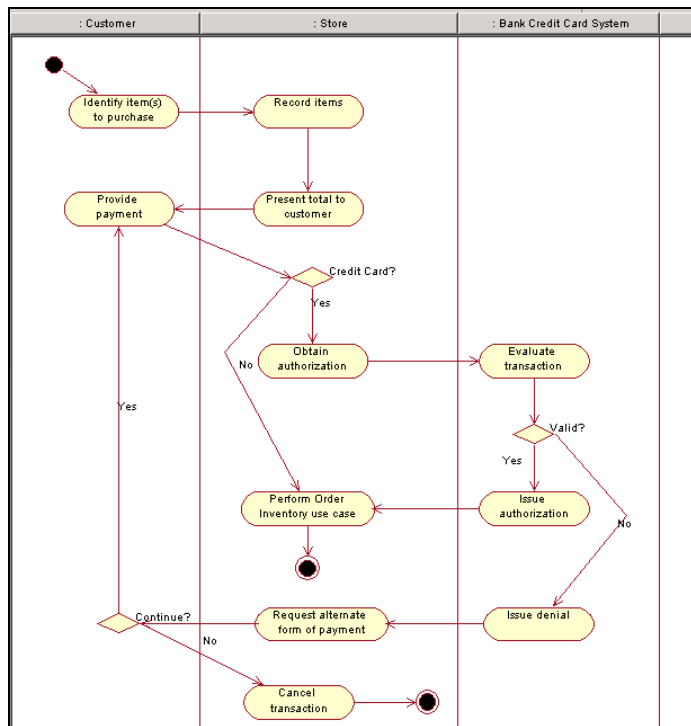 : Customer
: Store
: Bank Credit Card System
Identify item(s)
to purchase
Record items
Provide
payment
Present total to
customer
Credit Card?
Yes
Obtain
authorization
Evaluate
transaction
No
Yes
Valid?
Yes
Perform Order
Inventory use case
Issue
authorization
No
Continue?
Request alternate
form of payment
Issue denial
No
Cancel
transaction